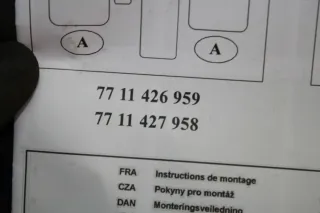 A A
77 11 426 959
77 11 427 958
FRA Instructions de montage
CZA Pokyny pro montáž
DAN Monteringsvejledning